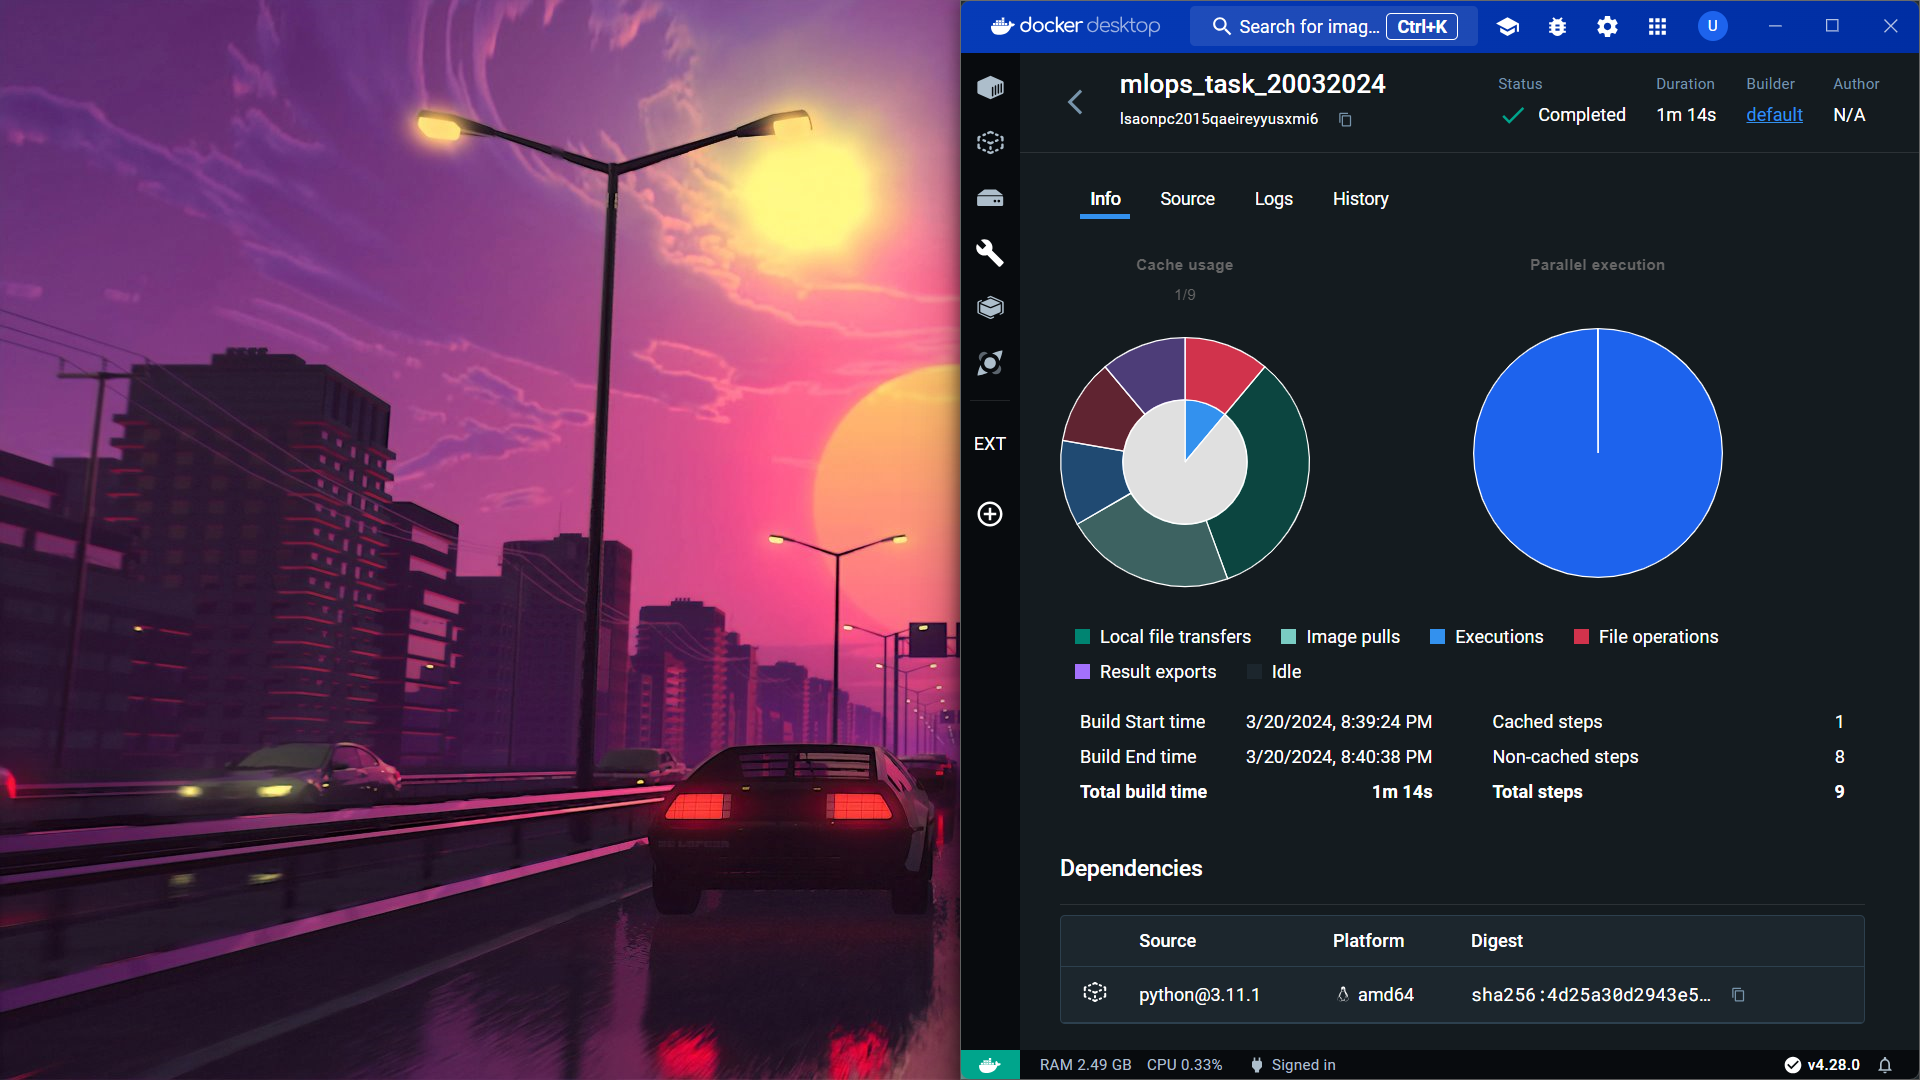 docker desktop
Search for imag... Ctrl+K
U
mlops_task_20032024
lsaonpc2015qaeireyyusxmi6
Status
Completed
Duration
1m 14s
Builder
default
Author
N/A
Info Source Logs History
Cache usage
1/9
Parallel execution
EXT
Local file transfers Image pulls Executions File operations
Result exports Idle
Build Start time 3/20/2024, 8:39:24 PM Cached steps 1
Build End time 3/20/2024, 8:40:38 PM Non-cached steps 8
Total build time 1m 14s Total steps 9
Dependencies
Source Platform Digest
python@3.11.1 amd64 sha256:4d25a30d2943e5…
RAM 2.49 GB CPU 0.33% Signed in v4.28.0